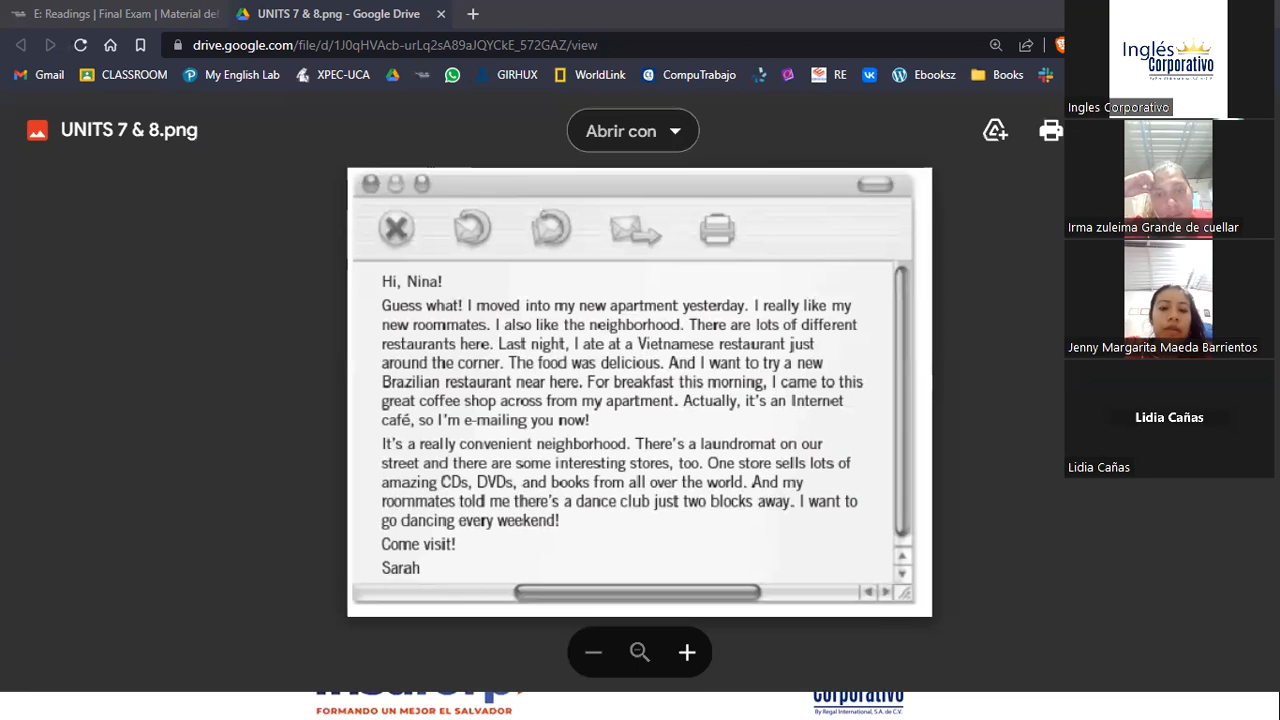 E: Readings | Final Exam | Material de
UNITS 7 & 8.png - Google Drive
drive.google.com/file/d/1J0qHVAcb-urLq2sA89aJQYCkE_572GAZ/view
Gmail CLASSROOM My English Lab XPEC-UCA BHUX WorldLink CompuTrabajo RE Worksz Books
UNITS 7 & 8.png
Abrir con
Hi, Nina!
Guess what! I moved into my new apartment yesterday. I really like my
new roommates. I also like the neighborhood. There are lots of different
restaurants here. Last night, I ate at a Vietnamese restaurant just
around the corner. The food was delicious. And I want to try a new
Brazilian restaurant near here. For breakfast this morning, I came to this
great coffee shop across from my apartment. Actually, it's an Internet
café, so I'm e-mailing you now!
It's a really convenient neighborhood. There's a laundromat on our
street and there are some interesting stores, too. One store sells lots of
amazing CDs, DVDs, and books from all over the world. And my
roommates told me there's a dance club just two blocks away. I want to
go dancing every weekend!
Come visit!
Sarah
Inglés
Corporativo
Ingles Corporativo
Irma zuleima Grande de cuellar
Jenny Margarita Maeda Barrientos
Lidia Cañas
Lidia Cañas
FORMANDO UN MEJOR EL SALVADOR
Corporativo
By Regal International, S.A. de C.V.